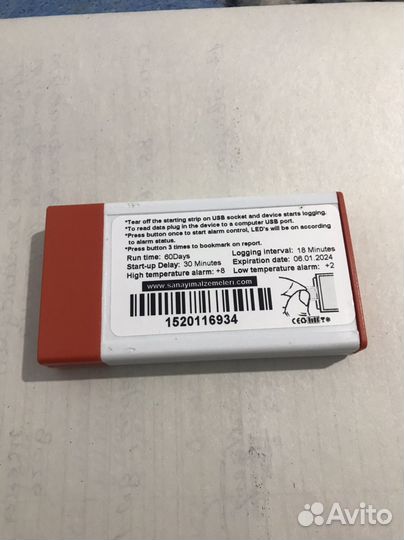 *Tear off the starting strip on USB socket and device starts logging.
*To read data plug in the device to a computer USB port.
*Press button once to start alarm control, LED's will be on according
to alarm status.
*Press button 3 times to bookmark on report.
Run time: 60Days Logging interval: 18 Minutes
Start-up Delay: 30 Minutes Expiration date: 06.01.2024
High temperature alarm: +8 Low temperature alarm: +2
www.sanayimalzemeleri.com
1520116934
CE
Avito